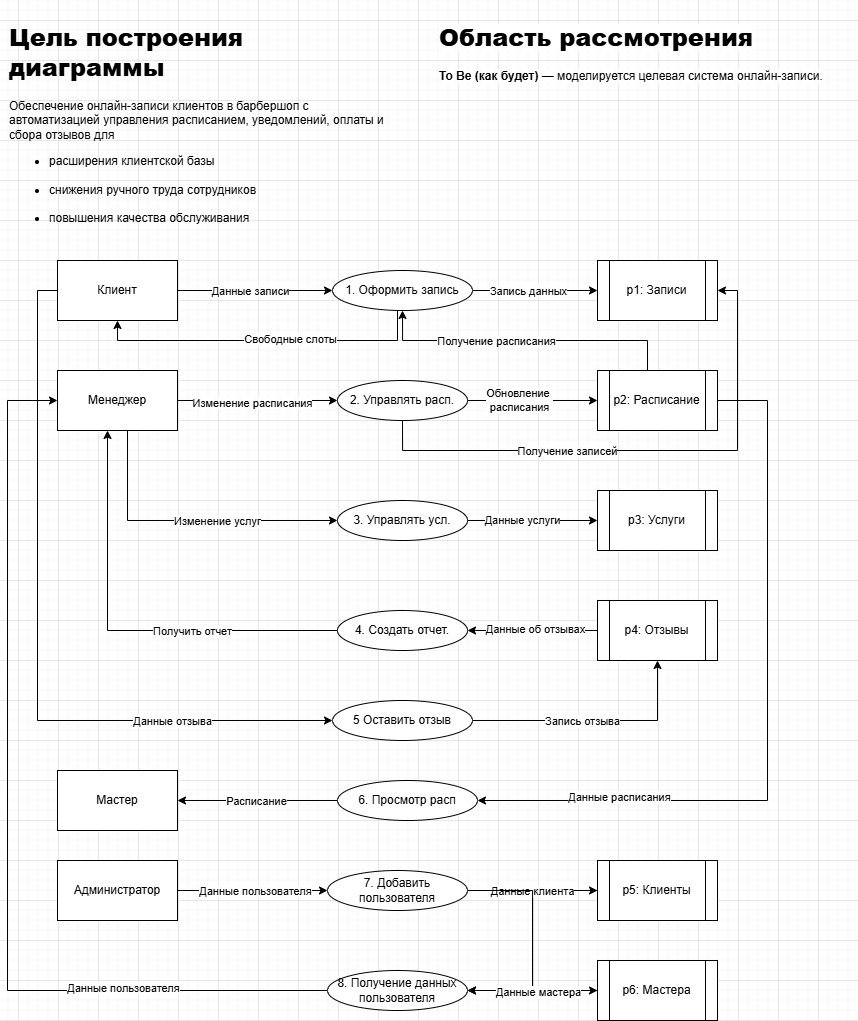 Цель построения
диаграммы
Область рассмотрения
To Be (как будет) — моделируется целевая система онлайн-записи.
Обеспечение онлайн-записи клиентов в барбершоп с
автоматизацией управления расписанием, уведомлений, оплаты и
сбора отзывов для
расширения клиентской базы
снижения ручного труда сотрудников
повышения качества обслуживания
Клиент
Данные записи
1. Оформить запись
Запись данных
p1: Записи
Свободные слоты
Получение расписания
Менеджер
Изменение расписания
2. Управлять расп.
Обновление
расписания
p2: Расписание
Получение записей
Изменение услуг
3. Управлять усл.
Данные услуги
p3: Услуги
Получить отчет
4. Создать отчет.
Данные об отзывах
p4: Отзывы
Данные отзыва
5 Оставить отзыв
Запись отзыва
Мастер
Расписание
6. Просмотр расп
Данные расписания
Администратор
Данные пользователя
7. Добавить
пользователя
Данные клиента
p5: Клиенты
Данные пользователя
8. Получение данных
пользователя
Данные мастера
p6: Мастера